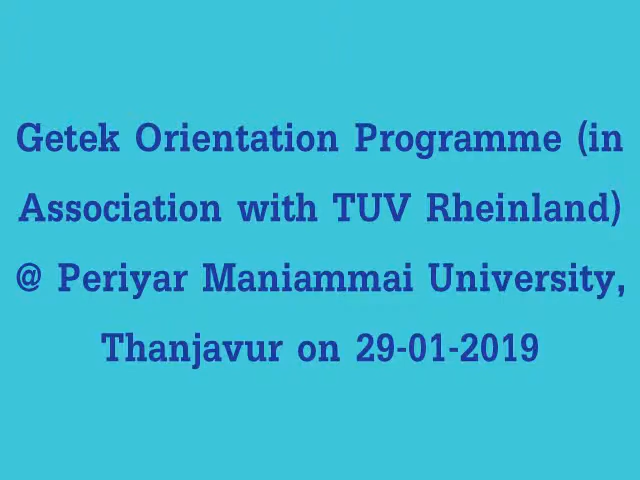 Getek Orientation Programme (in
Association with TUV Rheinland)
@ Periyar Maniammai University,
Thanjavur on 29-01-2019